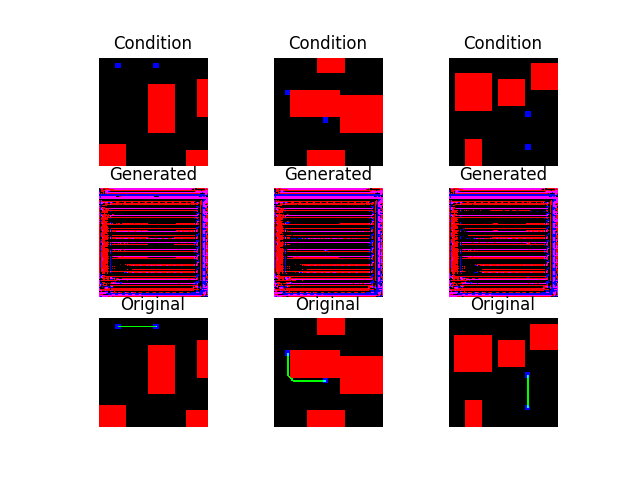 Condition Condition Condition
Generated Generated Generated
Original Original Original